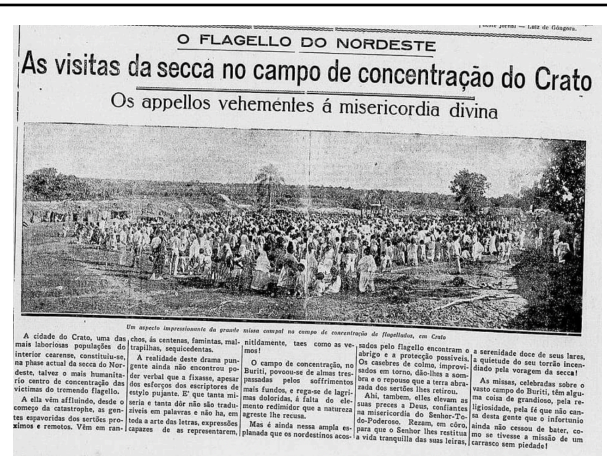 deste jornal — Luiz de Góngora.
O FLAGELLO DO NORDESTE
As visitas da secca no campo de concentração do Crato
Os appellos vehementes á misericordia divina
Um aspecto impressionante da grande missa campal no campo de concentração de flagellados, em Crato
A cidade do Crato, uma das
mais laboriosas populações do
interior cearense, constituiu-se,
na phase actual da secca do Nor-
deste, talvez o mais humanita-
rio centro de concentração das
victimas do tremendo flagello.
A ella vêm affluindo, desde o
começo da catastrophe, as gen-
tes espavoridas dos sertões pro-
ximos e remotos. Vêm em ran-
chos, ás centenas, famintas, mal-
trapilhas, sequicedentas.
A realidade deste drama pun-
gente ainda não encontrou po-
der verbal que a fixasse, apesar
dos esforços dos escriptores de
estylo pujante. E' que tanta mi-
seria e tanta dôr não são tradu-
ziveis em palavras e não ha, em
toda a arte das letras, expressões
capazes de as representarem,
nitidamente, taes como as ve-
mos!
O campo de concentração, no
Buriti, povoou-se de almas tres-
passadas pelos soffrimentos
mais fundos, e rega-se de lagri-
mas doloridas, á falta do ele-
mento redimidor que a natureza
agreste lhe recusa.
Mas é ainda nessa ampla es-
planada que os nordestinos acos-
sados pelo flagello encontram o
abrigo e a protecção possiveis.
Os casebres de colmo, improvi-
sados em torno, dão-lhes a som-
bra e o repouso que a terra abra-
zada dos sertões lhes retirou.
Ahi, tambem, elles elevam as
suas preces a Deus, confiantes
na misericordia do Senhor-To-
do-Poderoso. Rezam, em côro,
para que o Senhor lhes restitua
a vida tranquilla das suas leiras,
a serenidade doce de seus lares,
a quietude do seu torrão incen-
diado pela voragem da secca!
As missas, celebradas sobre o
vasto campo do Buriti, têm algu-
ma coisa de grandioso, pela re-
ligiosidade, pela fé que não can-
sa desta gente que o infortunio
ainda não cessou de bater, co-
mo se tivesse a missão de um
carrasco sem piedade!